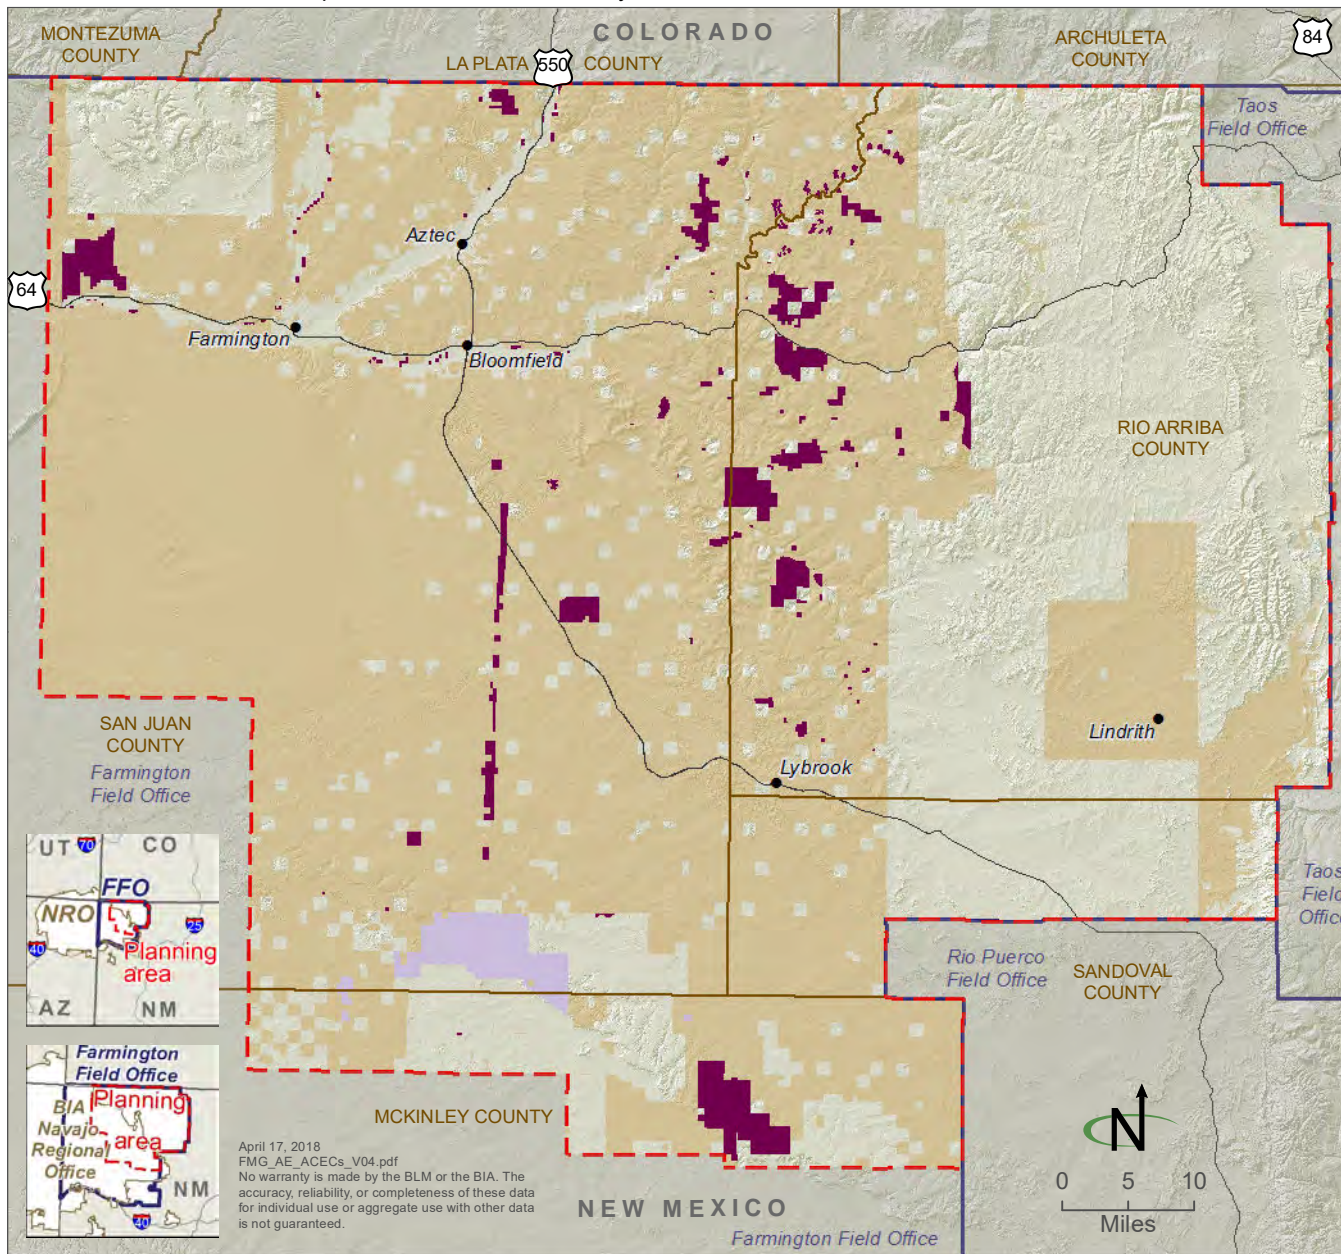 COLORADO
MONTEZUMA
COUNTY
LA PLATA
550
COUNTY
ARCHULETA
COUNTY
84
Taos
Field Office
Aztec
64
Farmington
Bloomfield
RIO ARRIBA
COUNTY
SAN JUAN
COUNTY
Farmington
Field Office
Lindrith
Lybrook
UT
70
CO
FFO
NRO
25
40
Planning
area
AZ
NM
Taos
Field
Office
Rio Puerco
Field Office
SANDOVAL
COUNTY
Farmington
Field Office
Planning
area
BIA
Navajo
Regional
Office
NM
40
MCKINLEY COUNTY
April 17, 2018
FMG_AE_ACECs_V04.pdf
No warranty is made by the BLM or the BIA. The
accuracy, reliability, or completeness of these data
for individual use or aggregate use with other data
is not guaranteed.
NEW MEXICO
Farmington Field Office
N
0 5 10
Miles